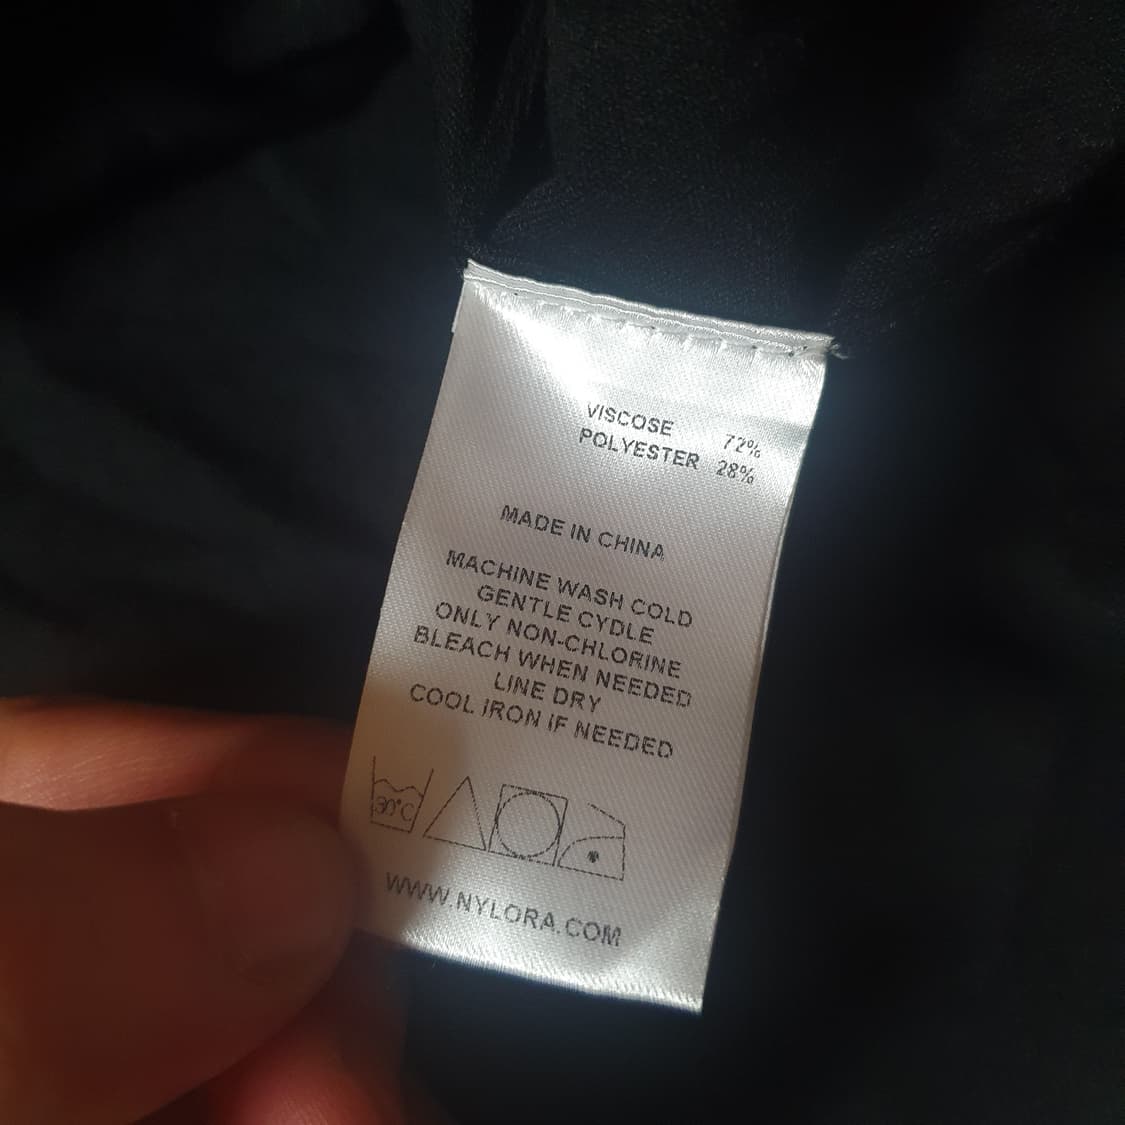 VISCOSE 72%
POLYESTER 28%
MADE IN CHINA
MACHINE WASH COLD
GENTLE CYDLE
ONLY NON-CHLORINE
BLEACH WHEN NEEDED
LINE DRY
COOL IRON IF NEEDED
30°C
WWW.NYLORA.COM